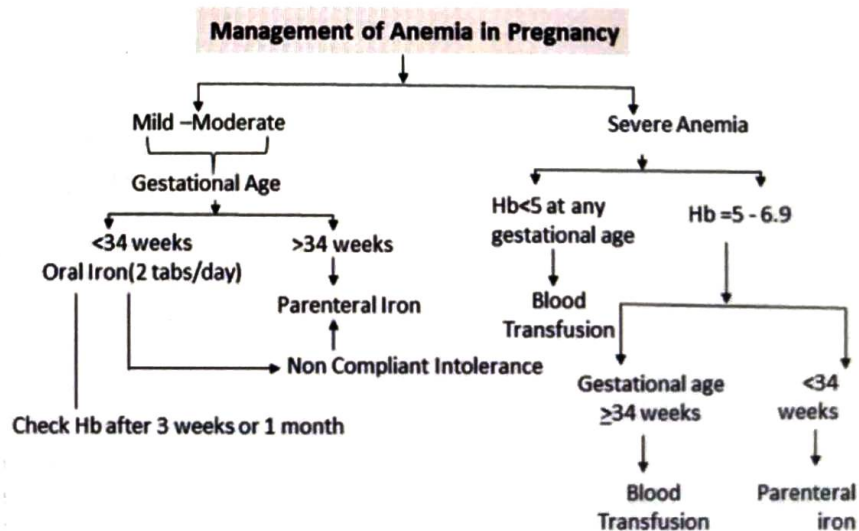 Management of Anemia in Pregnancy
Mild –Moderate
Gestational Age
<34 weeks
Oral Iron(2 tabs/day)
>34 weeks
Parenteral Iron
Non Compliant Intolerance
Check Hb after 3 weeks or 1 month
Severe Anemia
Hb<5 at any
gestational age
Blood
Transfusion
Hb =5 - 6.9
Gestational age
≥34 weeks
Blood
Transfusion
<34
weeks
Parenteral
iron